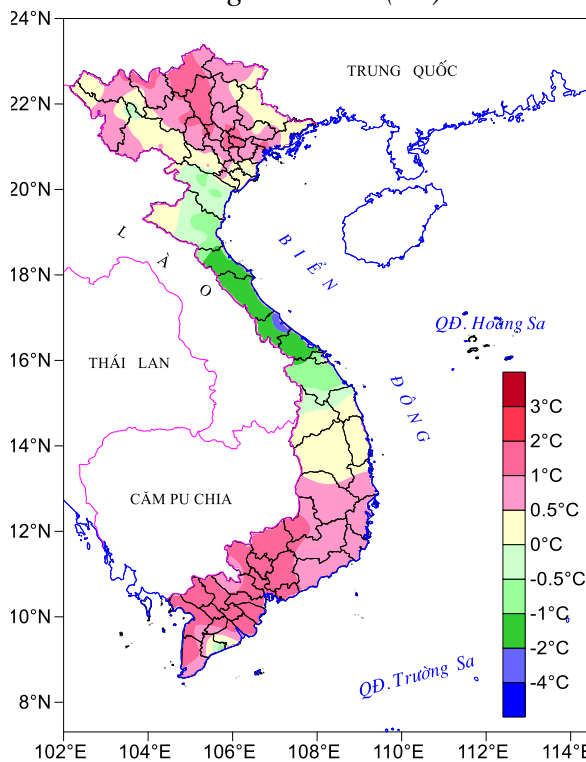 24°N
TRUNG QUỐC
22°N
20°N
BIỂN
LÀO
18°N
QĐ. Hoàng Sa
THÁI LAN
16°N
ĐÔNG
3°C
14°N
2°C
1°C
CĂM PU CHIA
0.5°C
12°N
0°C
-0.5°C
10°N
-1°C
-2°C
QĐ. Trường Sa
-4°C
8°N
102°E 104°E 106°E 108°E 110°E 112°E 114°E